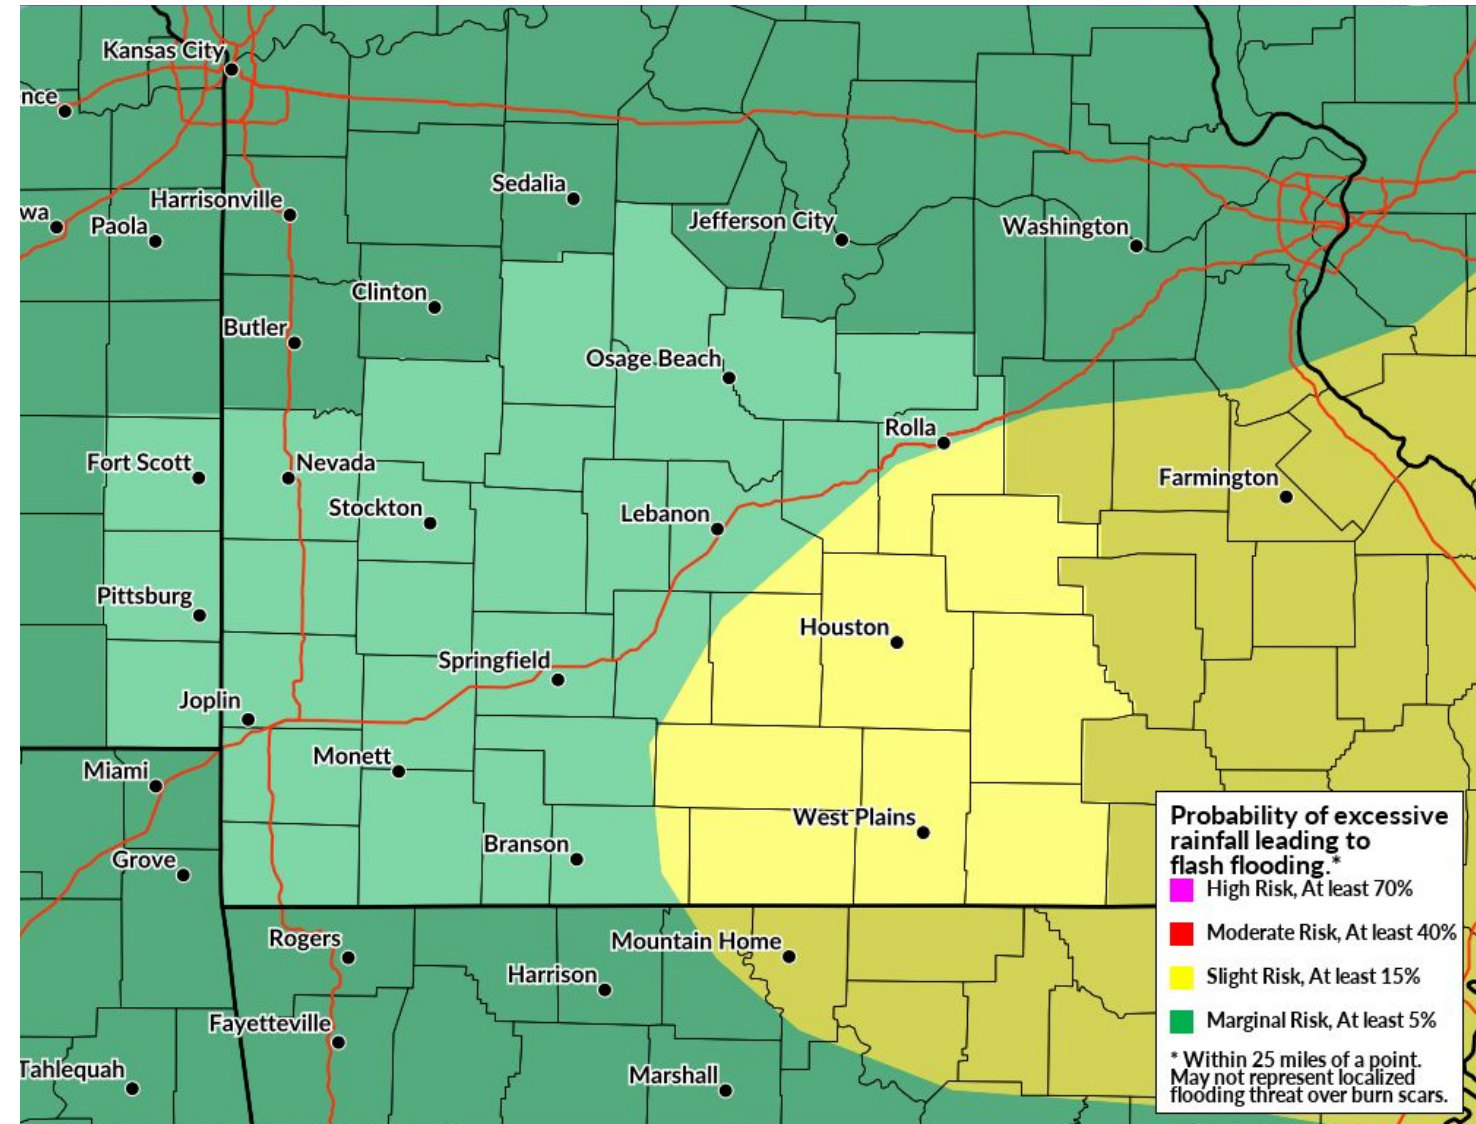 Kansas City
nce
Sedalia
Harrisonville
wa
Paola
Jefferson City
Washington
Clinton
Butler
Osage Beach
Rolla
Fort Scott
Nevada
Farmington
Stockton
Lebanon
Pittsburg
Houston
Springfield
Joplin
Monett
Miami
West Plains
Branson
Grove
Rogers
Mountain Home
Harrison
Fayetteville
Tahlequah
Marshall
Probability of excessive
rainfall leading to
flash flooding.*
High Risk, At least 70%
Moderate Risk, At least 40%
Slight Risk, At least 15%
Marginal Risk, At least 5%
* Within 25 miles of a point.
May not represent localized
flooding threat over burn scars.